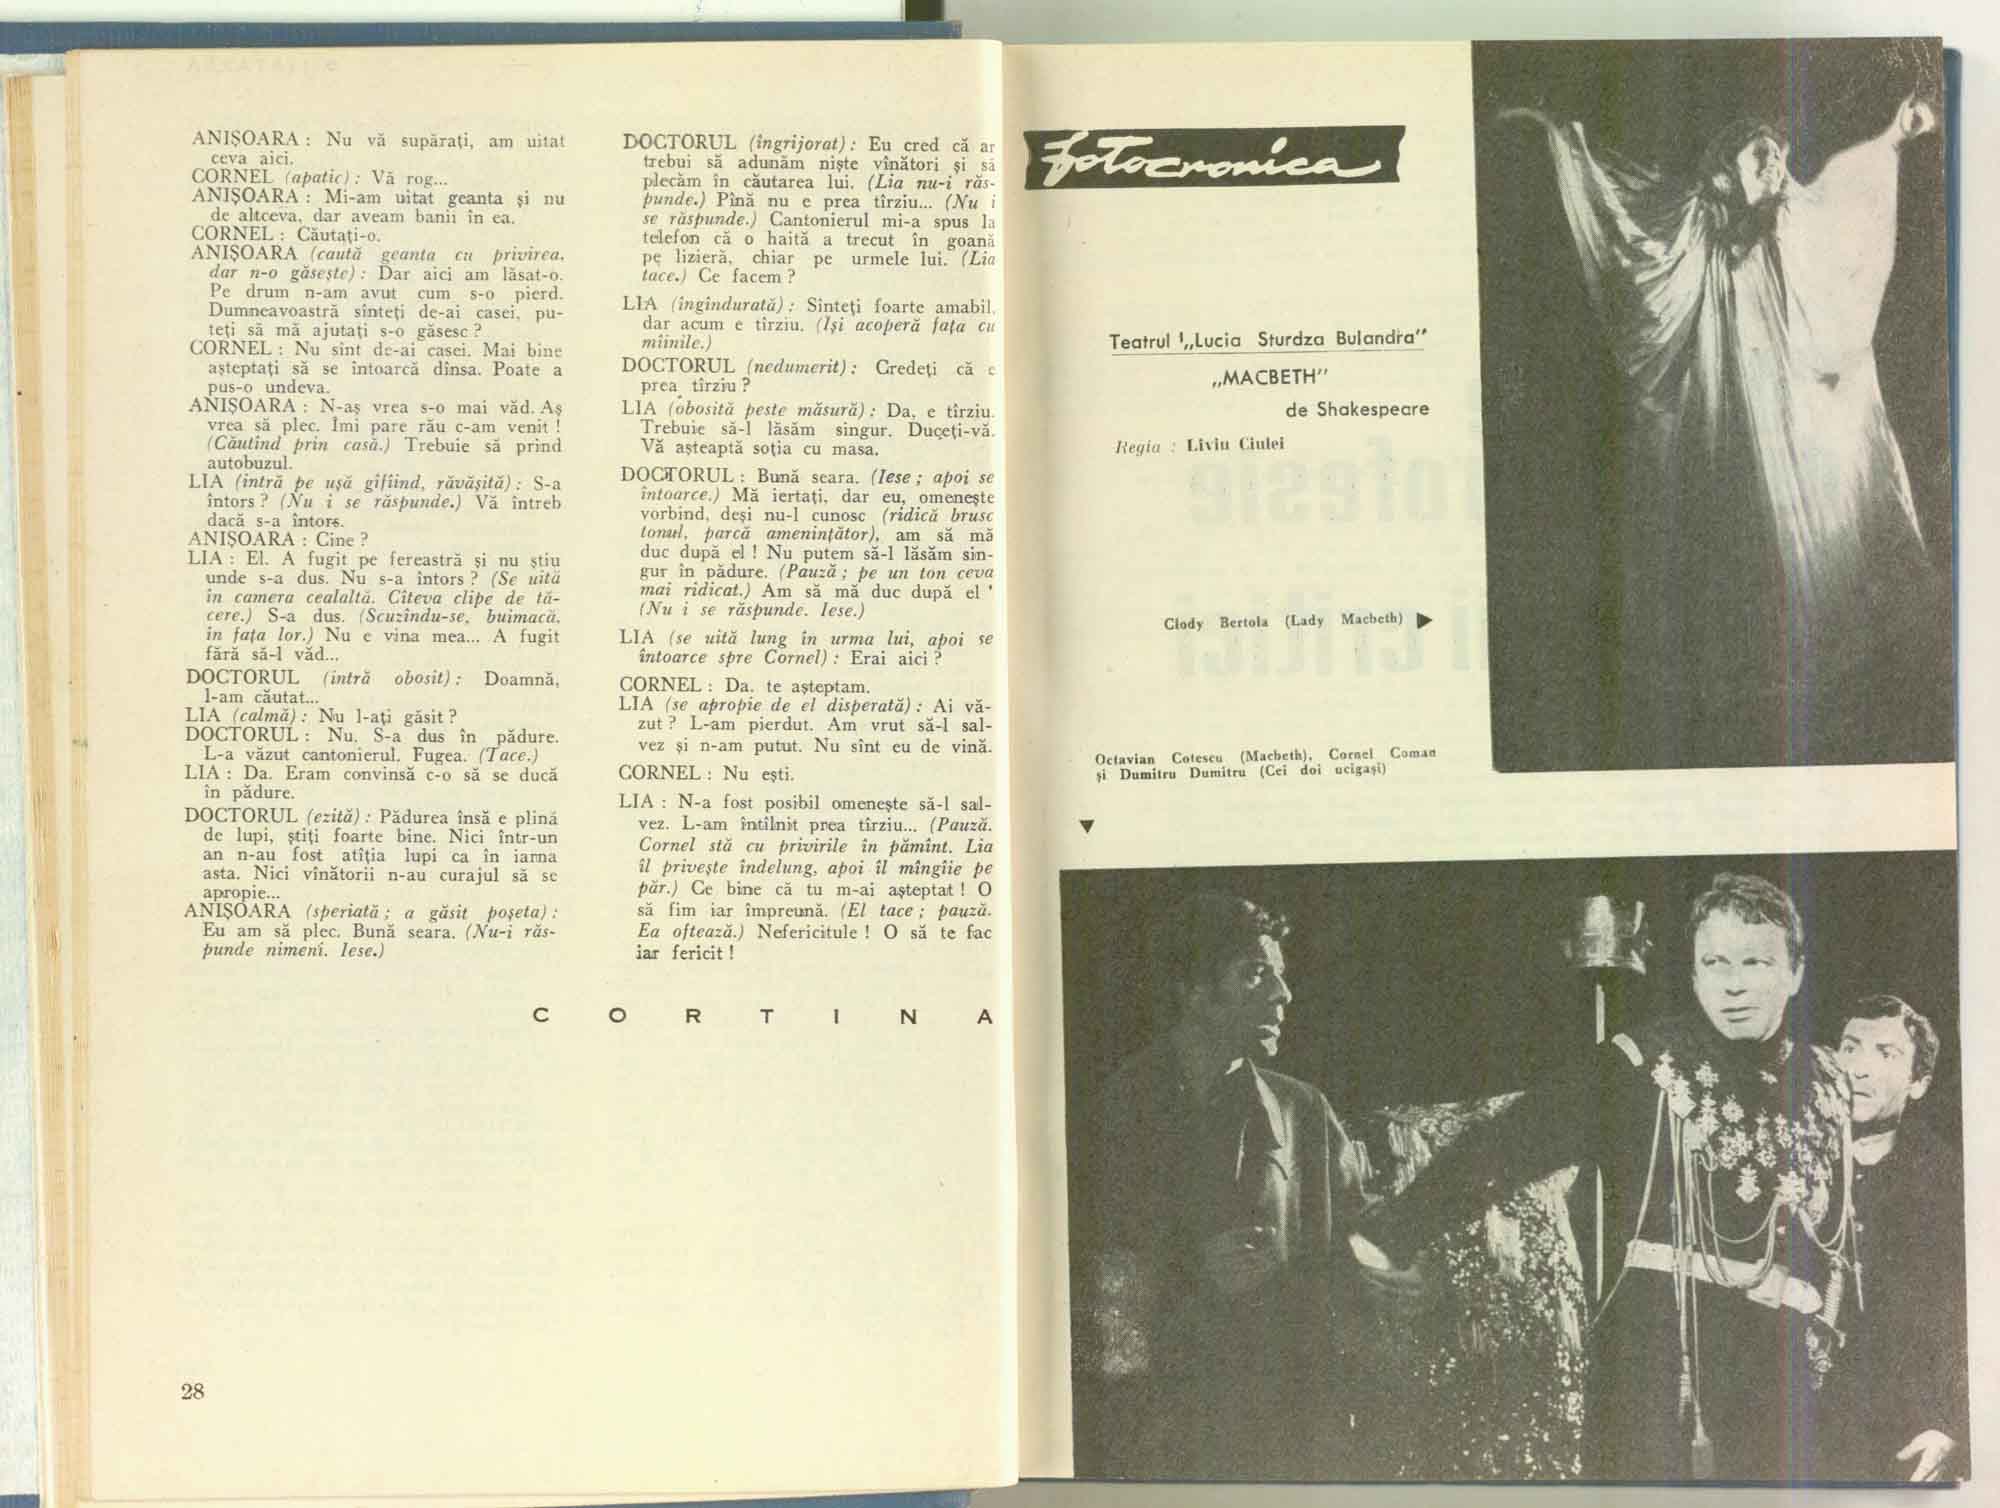 ANIȘOARA : Nu vă supărați, am uitat
ceva aici.
CORNEL (apatic) : Vă rog...
ANIȘOARA : Mi-am uitat geanta și nu
de altceva, dar aveam banii în ea.
CORNEL : Căutați-o.
ANIȘOARA (caută geanta cu privirea,
dar n-o găsește) : Dar aici am lăsat-o.
Pe drum n-am avut cum s-o pierd.
Dumneavoastră sînteți de-ai casei, pu-
teți să mă ajutați s-o găsesc ?
CORNEL : Nu sînt de-ai casei. Mai bine
așteptați să se întoarcă dînsa. Poate a
pus-o undeva.
ANIȘOARA : N-aș vrea s-o mai văd. Aș
vrea să plec. Îmi pare rău c-am venit !
(Căutînd prin casă.) Trebuie să prind
autobuzul.
LIA (intră pe ușă gîfîind, răvășită) : S-a
întors ? (Nu i se răspunde.) Vă întreb
dacă s-a întors.
ANIȘOARA : Cine ?
LIA : El. A fugit pe fereastră și nu știu
unde s-a dus. Nu s-a întors ? (Se uită
în camera cealaltă. Cîteva clipe de tă-
cere.) S-a dus. (Scuzîndu-se, buimacă,
în fața lor.) Nu e vina mea... A fugit
fără să-l văd...
DOCTORUL (intră obosit) : Doamnă,
l-am căutat...
LIA (calmă) : Nu l-ați găsit ?
DOCTORUL : Nu. S-a dus în pădure.
L-a văzut cantonierul. Fugea. (Tace.)
LIA : Da. Eram convinsă c-o să se ducă
în pădure.
DOCTORUL (ezită) : Pădurea însă e plină
de lupi, știți foarte bine. Nici într-un
an n-au fost atîția lupi ca în iarna
asta. Nici vînătorii n-au curajul să se
apropie...
ANIȘOARA (speriată ; a găsit poșeta) :
Eu am să plec. Bună seara. (Nu-i răs-
punde nimeni. Iese.)
DOCTORUL (îngrijorat) : Eu cred că ar
trebui să adunăm niște vînători și să
plecăm în căutarea lui. (Lia nu-i răs-
punde.) Pînă nu e prea tîrziu... (Nu i
se răspunde.) Cantonierul mi-a spus la
telefon că o haită a trecut în goană
pe lizieră, chiar pe urmele lui. (Lia
tace.) Ce facem ?
LIA (îngîndurată) : Sînteți foarte amabil,
dar acum e tîrziu. (Își acoperă fața cu
mîinile.)
DOCTORUL (nedumerit) : Credeți că e
prea tîrziu ?
LIA (obosită peste măsură) : Da, e tîrziu.
Trebuie să-l lăsăm singur. Duceți-vă.
Vă așteaptă soția cu masa.
DOCTORUL : Bună seara. (Iese ; apoi se
întoarce.) Mă iertați, dar eu, omenește
vorbind, deși nu-l cunosc (ridică brusc
tonul, parcă amenințător), am să mă
duc după el ! Nu putem să-l lăsăm sin-
gur în pădure. (Pauză ; pe un ton ceva
mai ridicat.) Am să mă duc după el '
(Nu i se răspunde. Iese.)
LIA (se uită lung în urma lui, apoi se
întoarce spre Cornel) : Erai aici ?
CORNEL : Da, te așteptam.
LIA (se apropie de el disperată) : Ai vă-
zut ? L-am pierdut. Am vrut să-l sal-
vez și n-am putut. Nu sînt eu de vină.
CORNEL : Nu ești.
LIA : N-a fost posibil omenește să-l sal-
vez. L-am întîlnit prea tîrziu... (Pauză.
Cornel stă cu privirile în pămînt. Lia
îl privește îndelung, apoi îl mîngîie pe
păr.) Ce bine că tu m-ai așteptat ! O
să fim iar împreună. (El tace ; pauză.
Ea oftează.) Nefericitule ! O să te fac
iar fericit !
CORTINA
28
fotocronica
Teatrul „Lucia Sturdza Bulandra”
„MACBETH”
de Shakespeare
Regia : Liviu Ciulei
Clody Bertola (Lady Macbeth) ▶
Octavian Cotescu (Macbeth), Cornel Coman
și Dumitru Dumitru (Cei doi ucigași)
▼